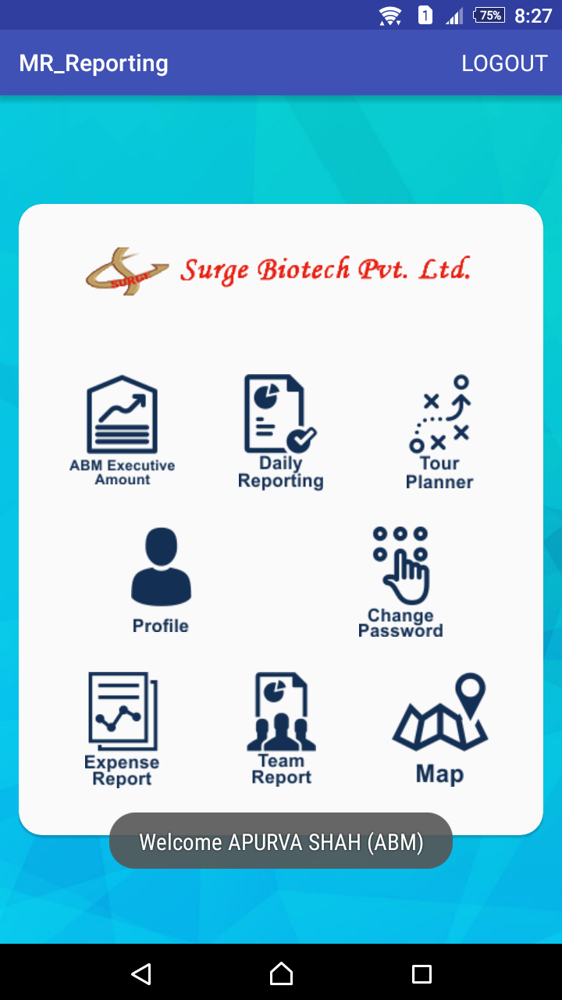 1 75% 8:27
MR_Reporting LOGOUT
SURGE Surge Biotech Pvt. Ltd.
ABM Executive
Amount
Daily
Reporting
Tour
Planner
Profile
Change
Password
Expense
Report
Team
Report
Map
Welcome APURVA SHAH (ABM)